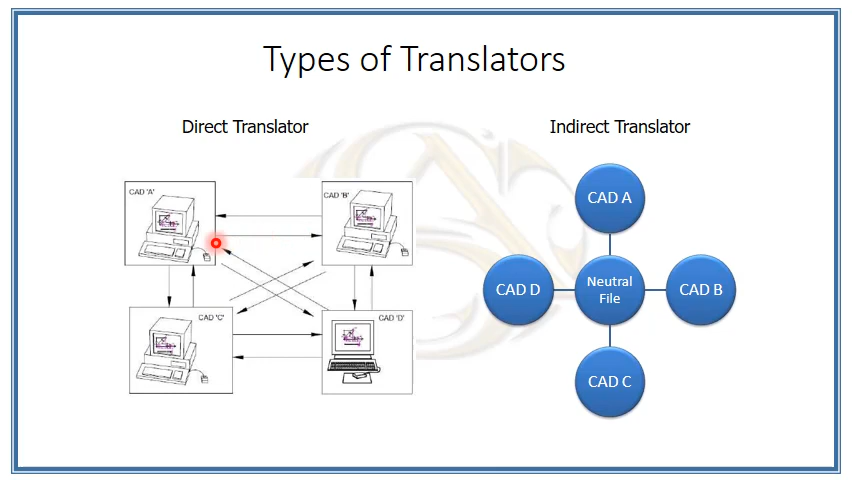 Types of Translators
Direct Translator
Indirect Translator
CAD 'A'
CAD 'B'
CAD 'C'
CAD 'D'
CAD A
CAD D
Neutral
File
CAD B
CAD C